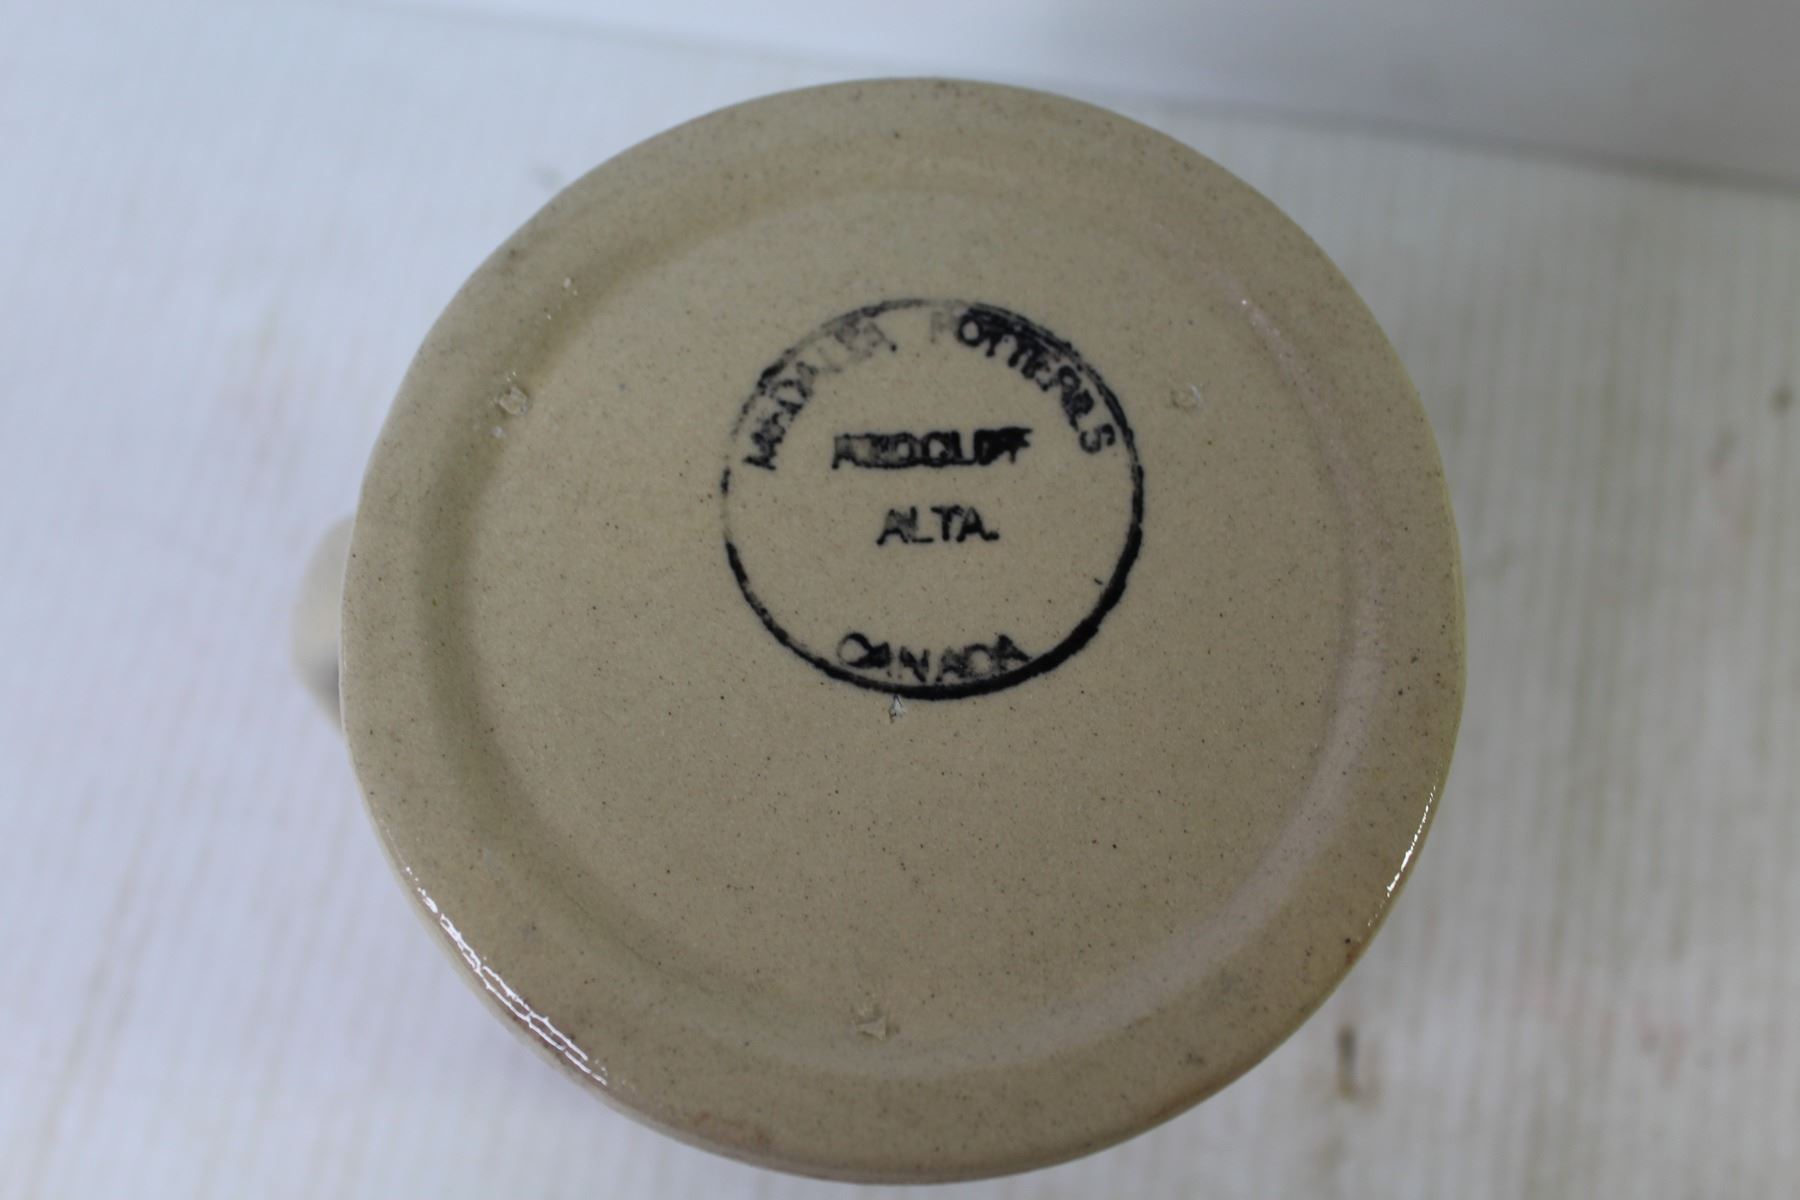 MEDALTA POTTERIES
REDCLIFF
ALTA.
CANADA